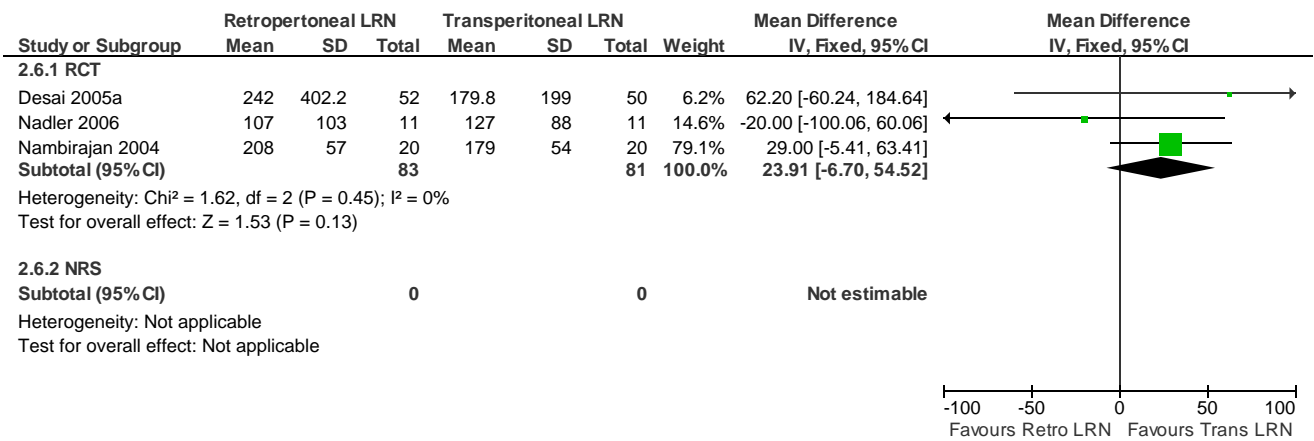 Retropertoneal LRN Transperitoneal LRN Mean Difference Mean Difference
Study or Subgroup Mean SD Total Mean SD Total Weight IV, Fixed, 95% CI IV, Fixed, 95% CI
2.6.1 RCT
Desai 2005a 242 402.2 52 179.8 199 50 6.2% 62.20 [-60.24, 184.64]
Nadler 2006 107 103 11 127 88 11 14.6% -20.00 [-100.06, 60.06]
Nambirajan 2004 208 57 20 179 54 20 79.1% 29.00 [-5.41, 63.41]
Subtotal (95% CI) 83 81 100.0% 23.91 [-6.70, 54.52]
Heterogeneity: Chi² = 1.62, df = 2 (P = 0.45); I² = 0%
Test for overall effect: Z = 1.53 (P = 0.13)
2.6.2 NRS
Subtotal (95% CI) 0 0 Not estimable
Heterogeneity: Not applicable
Test for overall effect: Not applicable
-100 -50 0 50 100
Favours Retro LRN Favours Trans LRN